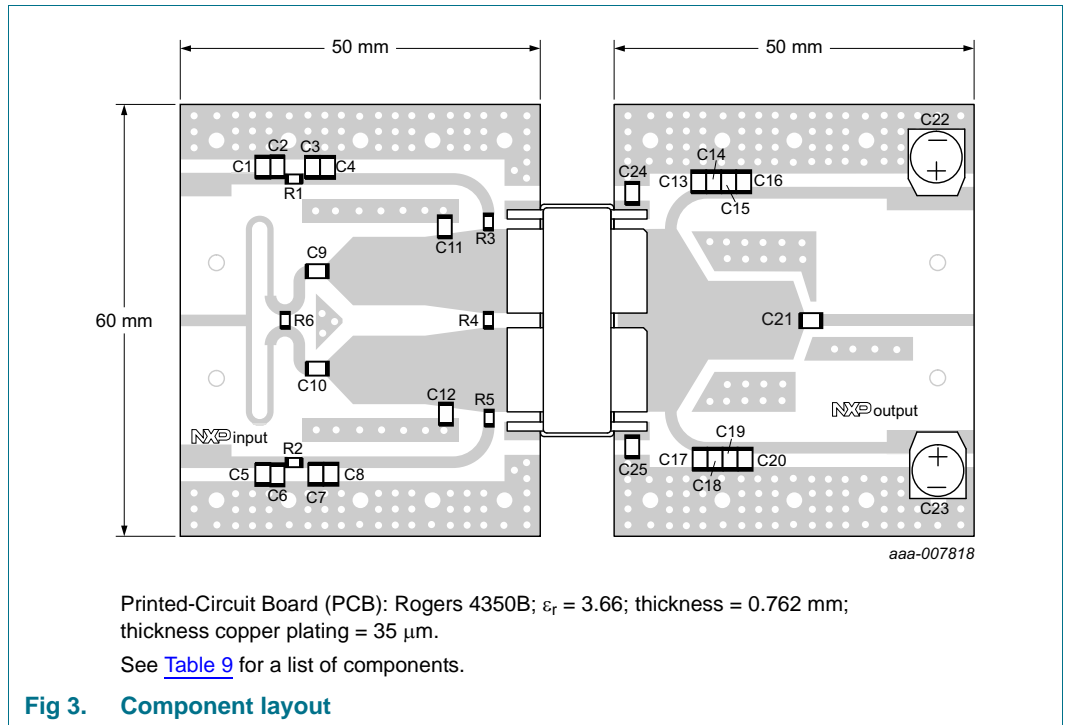 50 mm
50 mm
60 mm
C22
C2
C3
C1
C4
R1
C14
C24
C13
C16
C15
R3
C11
C9
R6
R4
C21
C10
C12
R5
NXP input
NXP output
R2
C5
C6
C7
C8
C19
C17
C20
C18
C25
C23
aaa-007818
Printed-Circuit Board (PCB): Rogers 4350B; εr = 3.66; thickness = 0.762 mm;
thickness copper plating = 35 μm.
See Table 9 for a list of components.
Fig 3. Component layout